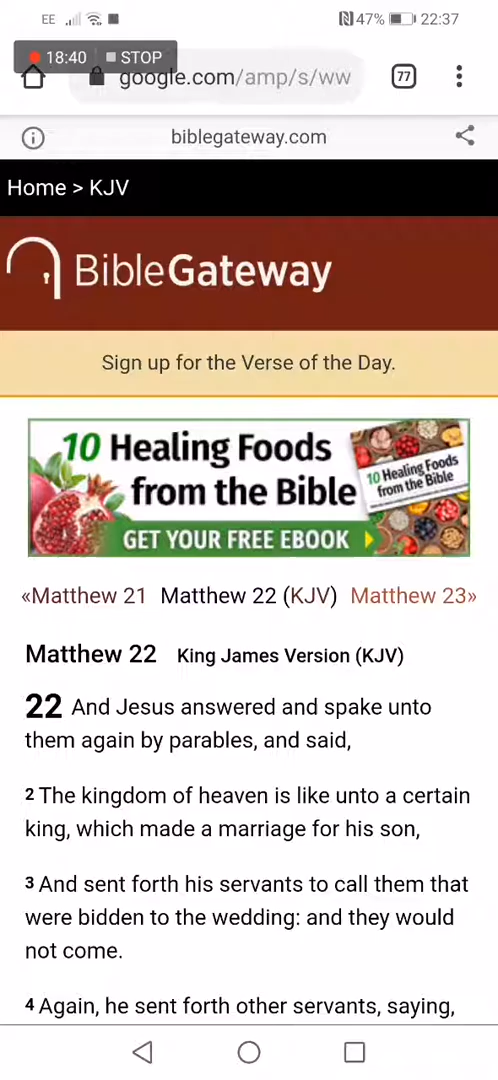 EE 47% 22:37
18:40 STOP
google.com/amp/s/ww 77
biblegateway.com
Home > KJV
BibleGateway
Sign up for the Verse of the Day.
10 Healing Foods
from the Bible
10 Healing Foods
from the Bible
GET YOUR FREE EBOOK
«Matthew 21 Matthew 22 (KJV) Matthew 23»
Matthew 22 King James Version (KJV)
22 And Jesus answered and spake unto
them again by parables, and said,
2 The kingdom of heaven is like unto a certain
king, which made a marriage for his son,
3 And sent forth his servants to call them that
were bidden to the wedding: and they would
not come.
4 Again, he sent forth other servants, saying,